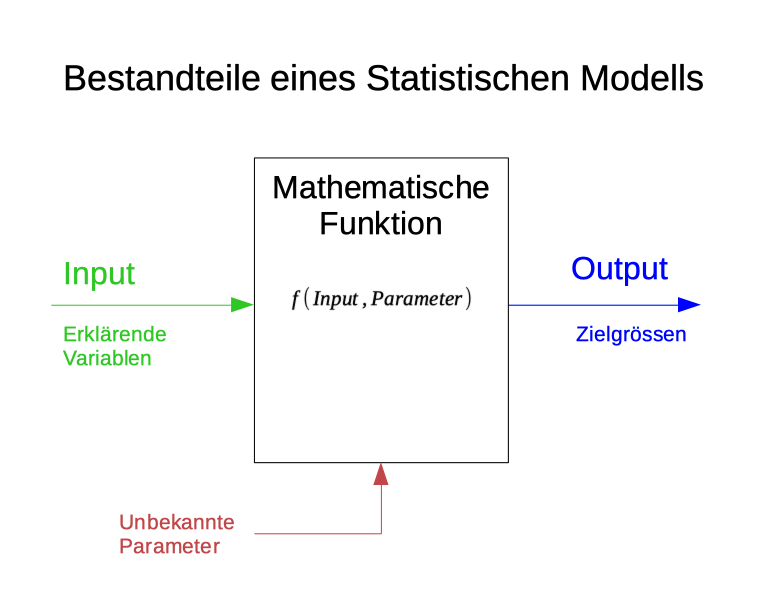 Bestandteile eines Statistischen Modells
Mathematische
Funktion
f (Input , Parameter)
Input
Erklärende
Variablen
Output
Zielgrössen
Unbekannte
Parameter